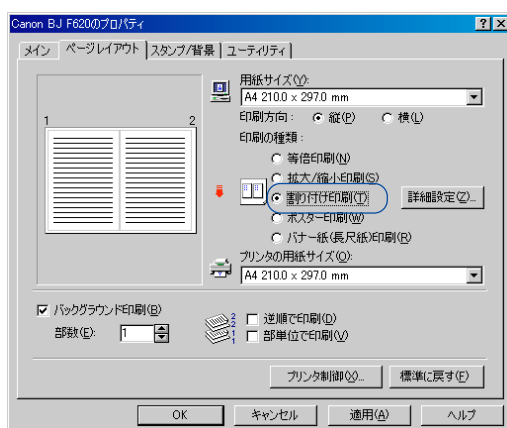 Canon BJ F620のプロパティ
メイン ページレイアウト スタンプ/背景 ユーティリティ
用紙サイズ(Y):
A4 210.0 x 297.0 mm
印刷方向: 縦(P) 横(L)
1 2
印刷の種類:
等倍印刷(N)
拡大/縮小印刷(S)
割り付け印刷(T) 詳細設定(Z)...
ポスター印刷(W)
バナー紙(長尺紙)印刷(R)
プリンタの用紙サイズ(O):
A4 210.0 x 297.0 mm
バックグラウンド印刷(B)
部数(E): 1
2 2 1 1
逆順で印刷(D)
部単位で印刷(V)
プリンタ制御(X)... 標準に戻す(F)
OK キャンセル 適用(A) ヘルプ